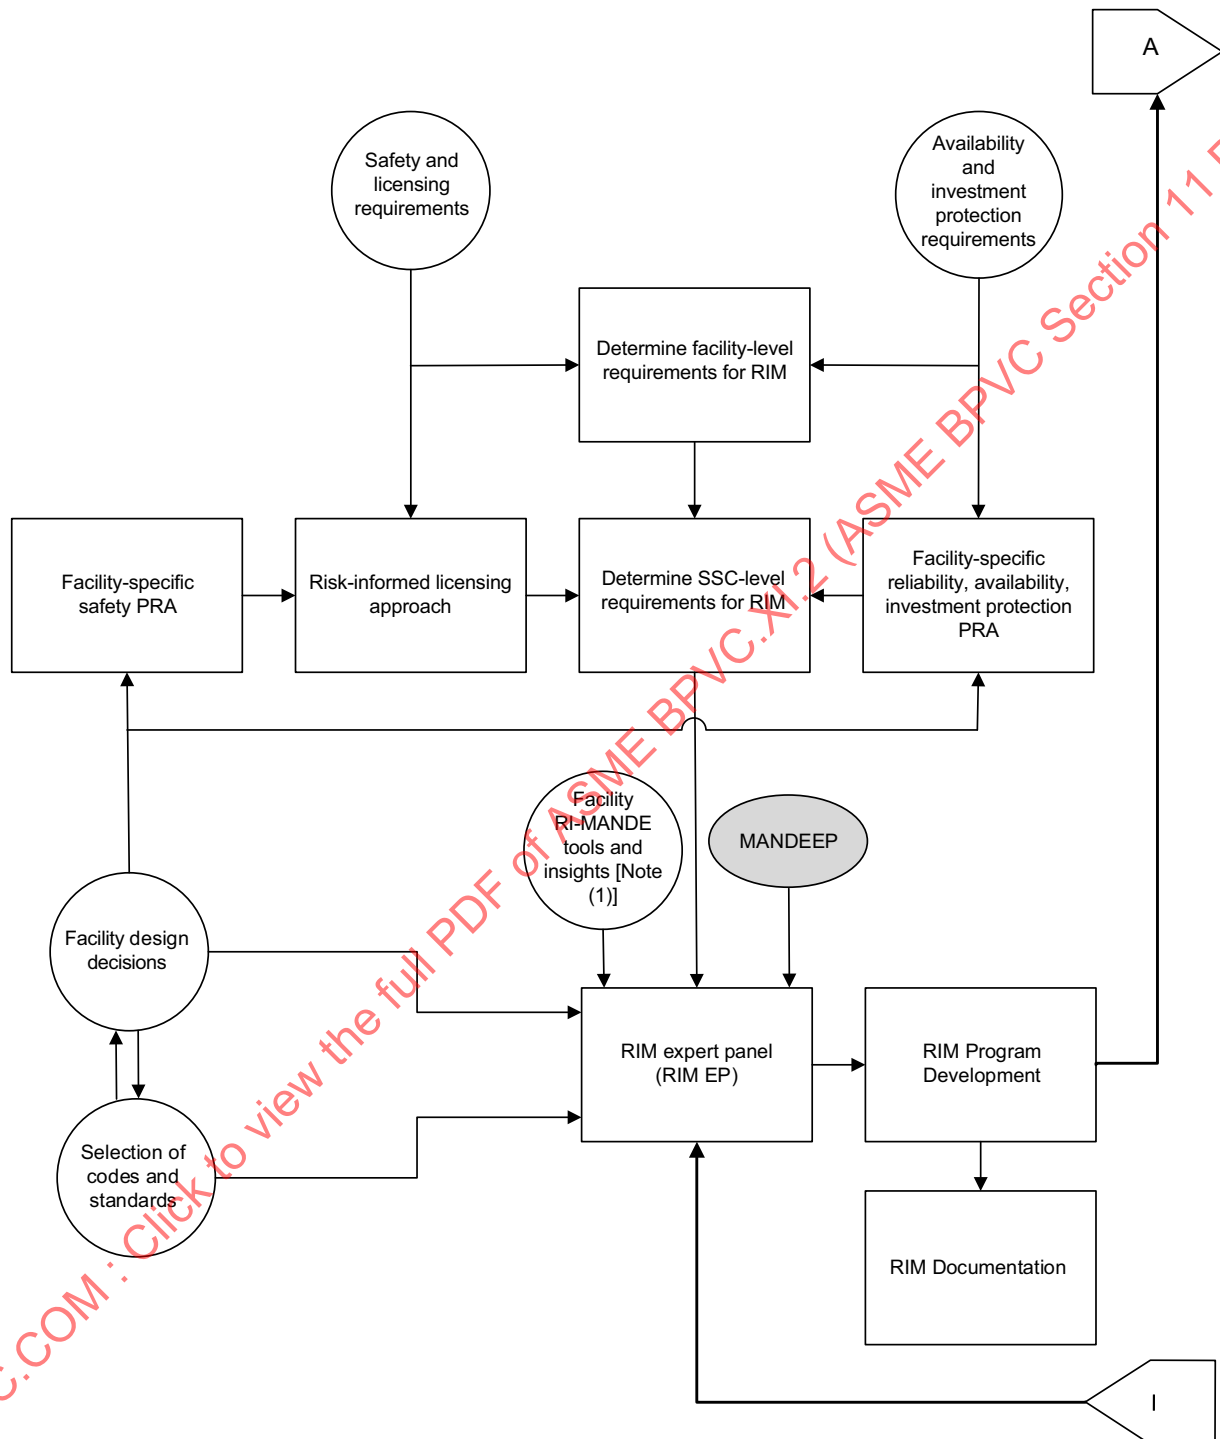 A
Safety and
licensing
requirements
Availability
and
investment
protection
requirements
Determine facility-level
requirements for RIM
Facility-specific
safety PRA
Risk-informed licensing
approach
Determine SSC-level
requirements for RIM
Facility-specific
reliability, availability,
investment protection
PRA
Facility
RI-MANDE
tools and
insights [Note
(1)]
MANDEEP
Facility design
decisions
RIM expert panel
(RIM EP)
RIM Program
Development
Selection of
codes and
standards
RIM Documentation
I
C.COM : Click to view the full PDF of ASME BPVC.XI.2 (ASME BPVC Section 11